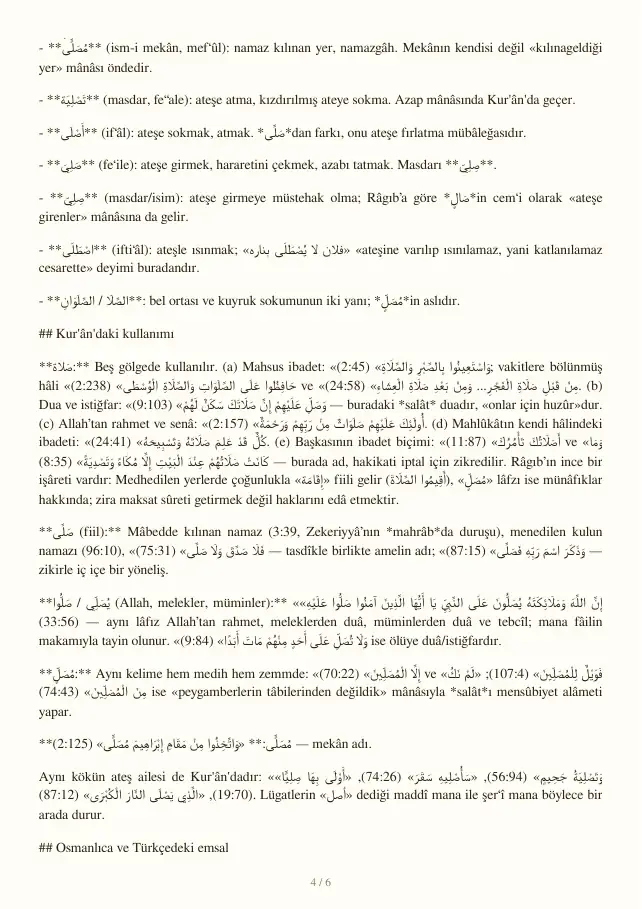 - **مُصَلًّى** (ism-i mekân, mef‘ûl): namaz kılınan yer, namazgâh. Mekânın kendisi değil «kılınageldiği
yer» mânâsı öndedir.
- **تَصْلِيَة** (masdar, fe“ale): ateşe atma, kızdırılmış ateye sokma. Azap mânâsında Kur'ân'da geçer.
- **أَصْلَى** (if‘âl): ateşe sokmak, atmak. *صَلَّى*dan farkı, onu ateşe fırlatma mübâleğasıdır.
- **صَلِيَ** (fe‘ile): ateşe girmek, hararetini çekmek, azabı tatmak. Masdarı **صِلِيّ**.
- **صِلِيّ** (masdar/isim): ateşe girmeye müstehak olma; Râgıb’a göre *صَالٍ*in cem‘i olarak «ateşe
girenler» mânâsına da gelir.
- **اصْطَلَى** (ifti‘âl): ateşle ısınmak; «فلان لا يُصْطَلَى بناره» «ateşine varılıp ısınılamaz, yani katlanılamaz
cesarette» deyimi buradandır.
- **الصَّلَا / الصَّلَوَانِ**: bel ortası ve kuyruk sokumunun iki yanı; *مُصَلٍّ*in aslıdır.
## Kur'ân'daki kullanımı
**صَلاة:** Beş gölgede kullanılır. (a) Mahsus ibadet: «وَاسْتَعِينُوا بِالصَّبْرِ وَالصَّلَاةِ» (2:45); vakitlere bölünmüş
hâli «حَافِظُوا عَلَى الصَّلَوَاتِ وَالصَّلَاةِ الْوُسْطَى» (2:238) ve «مِنْ قَبْلِ صَلَاةِ الْفَجْرِ... وَمِنْ بَعْدِ صَلَاةِ الْعِشَاءِ» (24:58). (b)
Dua ve istiğfar: «وَصَلِّ عَلَيْهِمْ إِنَّ صَلَاتَكَ سَكَنٌ لَهُمْ» (9:103) — buradaki *salât* duadır, «onlar için huzûr»dur.
(c) Allah’tan rahmet ve senâ: «أُولَئِكَ عَلَيْهِمْ صَلَوَاتٌ مِنْ رَبِّهِمْ وَرَحْمَةٌ» (2:157). (d) Mahlûkâtın kendi hâlindeki
ibadeti: «كُلٌّ قَدْ عَلِمَ صَلَاتَهُ وَتَسْبِيحَهُ» (24:41). (e) Başkasının ibadet biçimi: «أَصَلَاتُكَ تَأْمُرُكَ» (11:87) ve «وَمَا
كَانَتْ صَلَاتُهُمْ عِنْدَ الْبَيْتِ إِلَّا مُكَاءً وَتَصْدِيَةً» (8:35) — burada ad, hakikati iptal için zikredilir. Râgıb’ın ince bir
işâreti vardır: Medhedilen yerlerde çoğunlukla «إقَامَة» fiili gelir (أَقِيمُوا الصَّلَاةَ), «مُصَلٍّ» lâfzı ise münâfıklar
hakkında; zira maksat sûreti getirmek değil haklarını edâ etmektir.
**صَلَّى (fiil):** Mâbedde kılınan namaz (3:39, Zekeriyyâ’nın *mahrâb*da duruşu), menedilen kulun
namazı (96:10), «فَلَا صَدَّقَ وَلَا صَلَّى» (75:31) — tasdîkle birlikte amelin adı; «وَذَكَرَ اسْمَ رَبِّهِ فَصَلَّى» (87:15) —
zikirle iç içe bir yöneliş.
**يُصَلِّي / صَلُّوا (Allah, melekler, müminler):** «إِنَّ اللَّهَ وَمَلَائِكَتَهُ يُصَلُّونَ عَلَى النَّبِيِّ يَا أَيُّهَا الَّذِينَ آمَنُوا صَلُّوا عَلَيْهِ»
(33:56) — aynı lâfız Allah’tan rahmet, meleklerden duâ, müminlerden duâ ve tebcîl; mana fâilin
makamıyla tayin olunur. «وَلَا تُصَلِّ عَلَى أَحَدٍ مِنْهُمْ مَاتَ أَبَدًا» (9:84) ise ölüye duâ/istiğfardır.
**مُصَلٍّ:** Aynı kelime hem medih hem zemmde: «إِلَّا الْمُصَلِّينَ» (70:22) ve «فَوَيْلٌ لِلْمُصَلِّينَ» (107:4); «لَمْ نَكُ
مِنَ الْمُصَلِّينَ» (74:43) ise «peygamberlerin tâbilerinden değildik» mânâsıyla *salât*ı mensûbiyet alâmeti
yapar.
**مُصَلًّى:** «وَاتَّخِذُوا مِنْ مَقَامِ إِبْرَاهِيمَ مُصَلًّى» (2:125) — mekân adı.
Aynı kökün ateş ailesi de Kur'ân'dadır: «وَتَصْلِيَةُ جَحِيمٍ» (56:94), «سَأُصْلِيهِ سَقَرَ» (74:26), «أَوْلَى بِهَا صِلِيًّا»
(19:70), «الَّذِي يَصْلَى النَّارَ الْكُبْرَى» (87:12). Lügatlerin «أصل» dediği maddî mana ile şer‘î mana böylece bir
arada durur.
## Osmanlıca ve Türkçedeki emsal
4 / 6